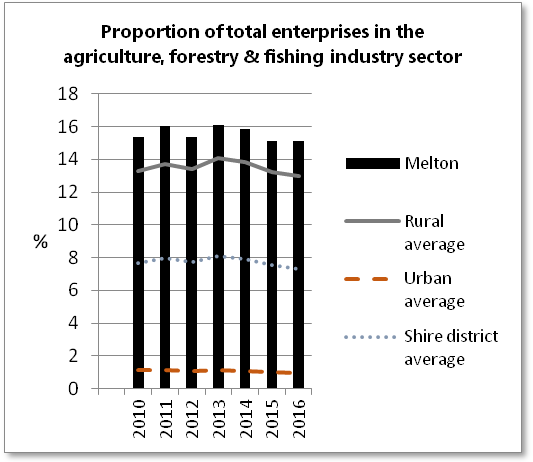 Proportion of total enterprises in the
agriculture, forestry & fishing industry sector
18
16
14
12
10
8
6
4
2
0
%
2010
2011
2012
2013
2014
2015
2016
Melton
Rural
average
Urban
average
Shire district
average